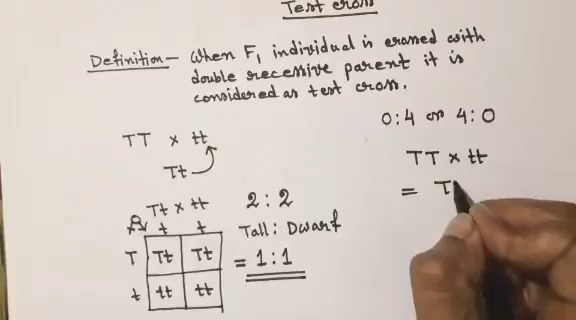 Test cross
Definition - When F1 individual is crossed with
double recessive parent it is
considered as test cross.
TT x tt
Tt
Tt x tt
t t
T Tt Tt
t tt tt
2 : 2
Tall : Dwarf
= 1 : 1
0:4 or 4:0
TT x tt
= T